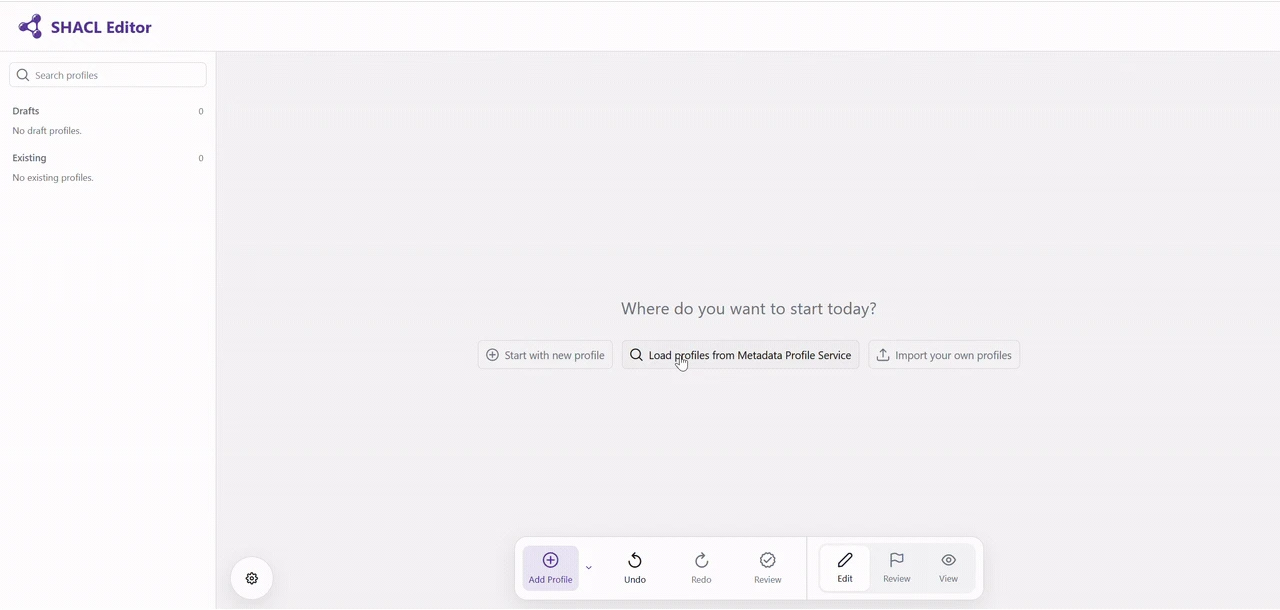 SHACL Editor
Search profiles
Drafts 0
No draft profiles.
Existing 0
No existing profiles.
Where do you want to start today?
Start with new profile
Load profiles from Metadata Profile Service
Import your own profiles
Add Profile
Undo
Redo
Review
Edit
Review
View